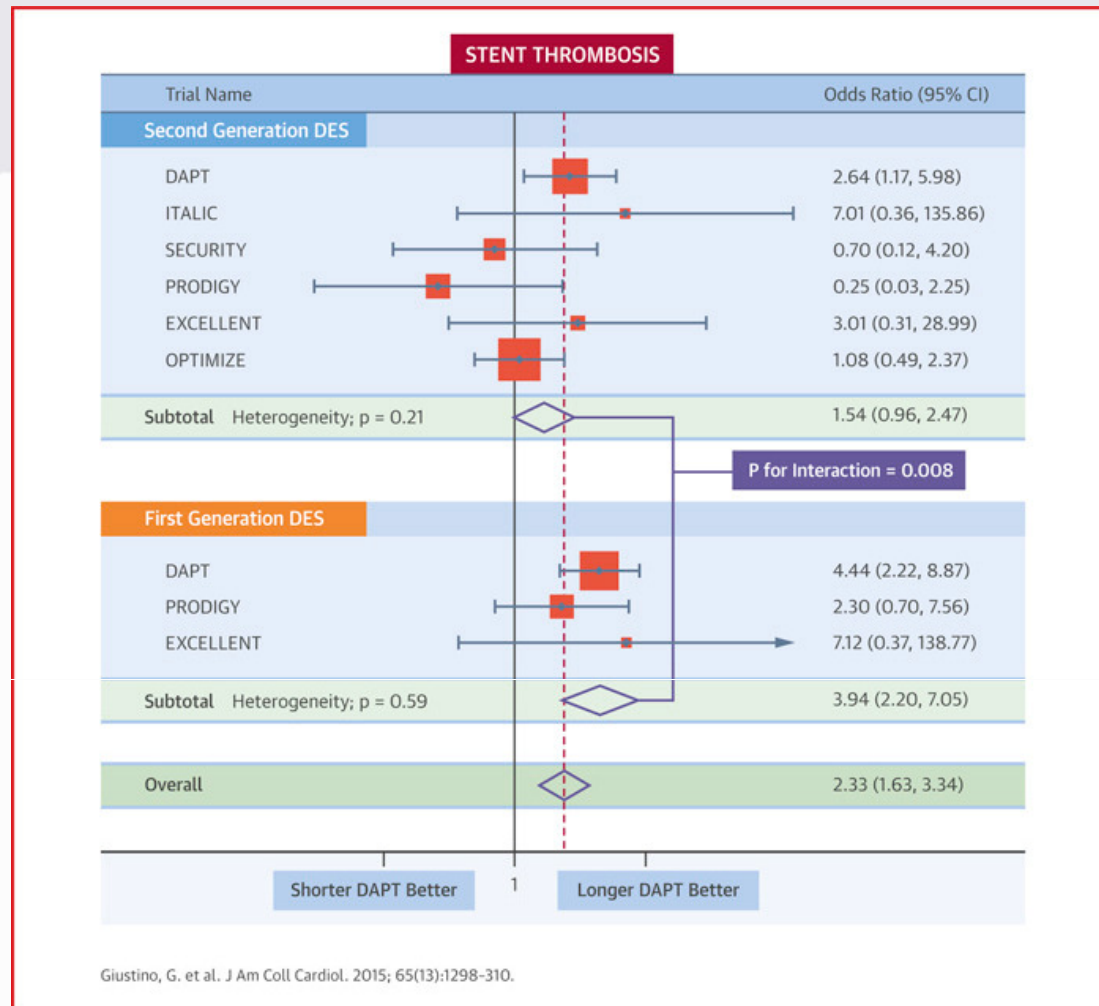 STENT THROMBOSIS
Trial Name Odds Ratio (95% CI)
Second Generation DES
DAPT 2.64 (1.17, 5.98)
ITALIC 7.01 (0.36, 135.86)
SECURITY 0.70 (0.12, 4.20)
PRODIGY 0.25 (0.03, 2.25)
EXCELLENT 3.01 (0.31, 28.99)
OPTIMIZE 1.08 (0.49, 2.37)
Subtotal Heterogeneity; p = 0.21 1.54 (0.96, 2.47)
P for Interaction = 0.008
First Generation DES
DAPT 4.44 (2.22, 8.87)
PRODIGY 2.30 (0.70, 7.56)
EXCELLENT 7.12 (0.37, 138.77)
Subtotal Heterogeneity; p = 0.59 3.94 (2.20, 7.05)
Overall 2.33 (1.63, 3.34)
Shorter DAPT Better 1 Longer DAPT Better
Giustino, G. et al. J Am Coll Cardiol. 2015; 65(13):1298-310.